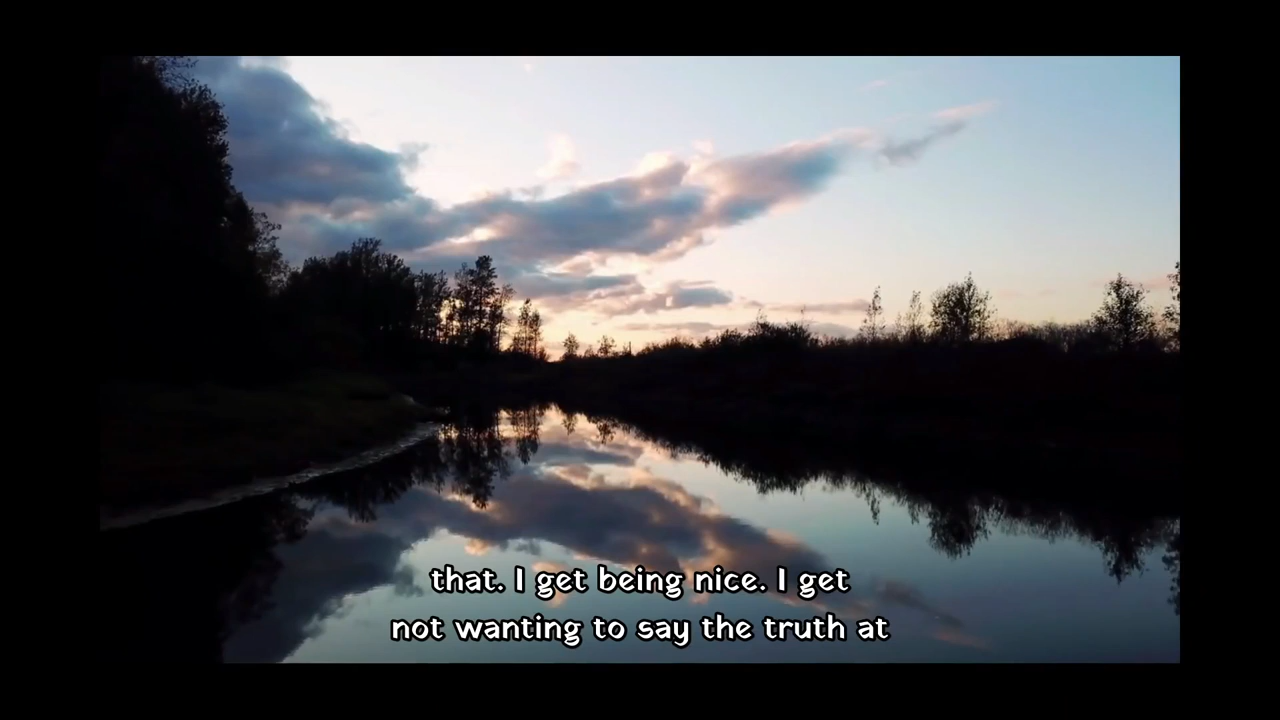 that. I get being nice. I get
not wanting to say the truth at